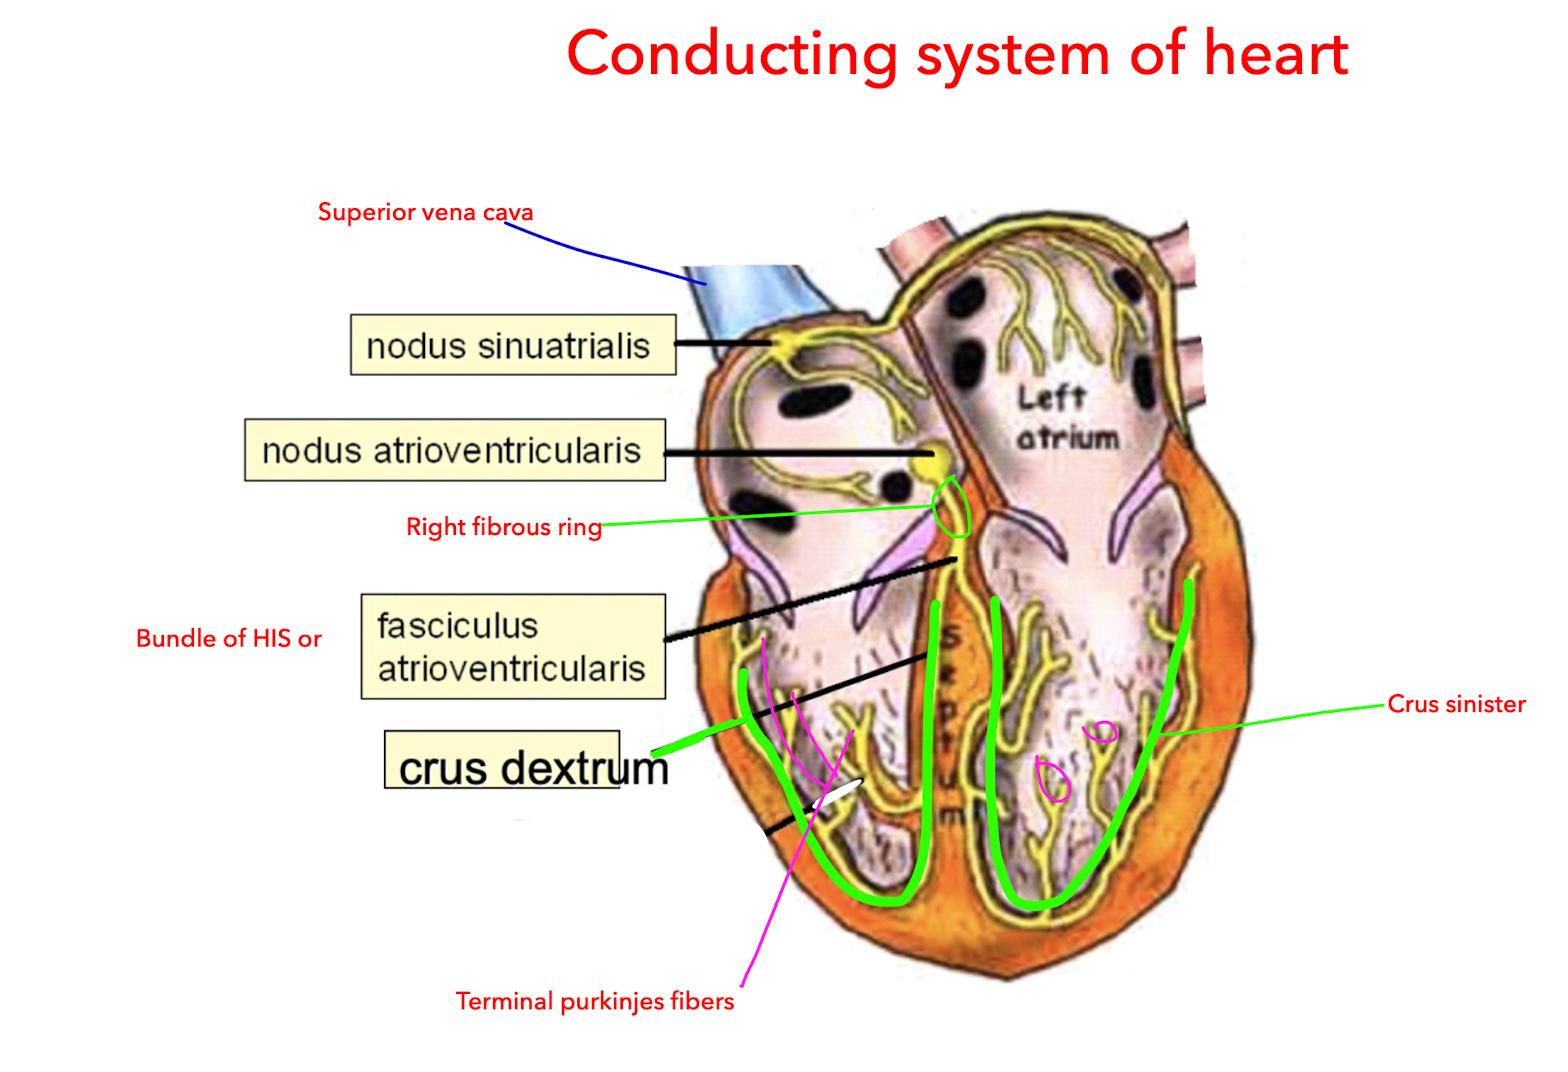 Conducting system of heart
Superior vena cava
nodus sinuatrialis
Left
atrium
nodus atrioventricularis
Right fibrous ring
Bundle of HIS or
fasciculus
atrioventricularis
Septum
Crus sinister
crus dextrum
Terminal purkinjes fibers